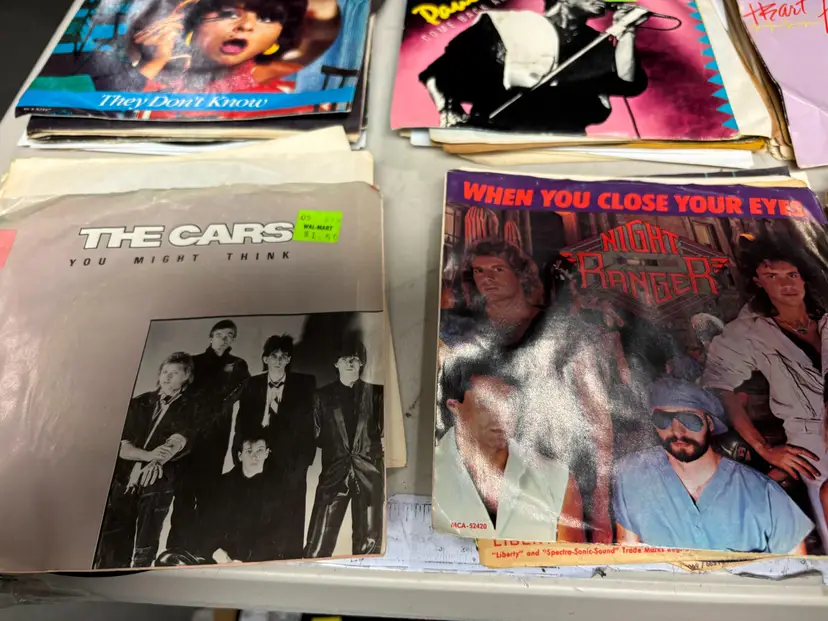 They Don't Know
Heart
THE CARS
YOU MIGHT THINK
WAL-MART
WHEN YOU CLOSE YOUR EYES
NIGHT
RANGER
MCA-52420
"Liberty" and "Spectra-Sonic-Sound" Trade Marks